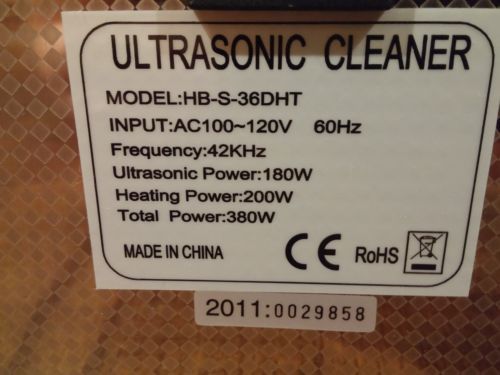 ULTRASONIC CLEANER
MODEL:HB-S-36DHT
INPUT:AC100~120V 60Hz
Frequency:42KHz
Ultrasonic Power:180W
Heating Power:200W
Total Power:380W
MADE IN CHINA CE RoHS
2011:0029858